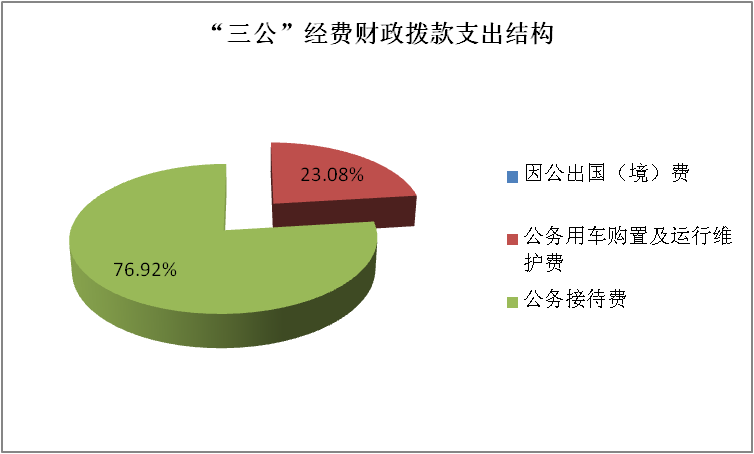 “三公”经费财政拨款支出结构
23.08%
76.92%
因公出国（境）费
公务用车购置及运行维
护费
公务接待费